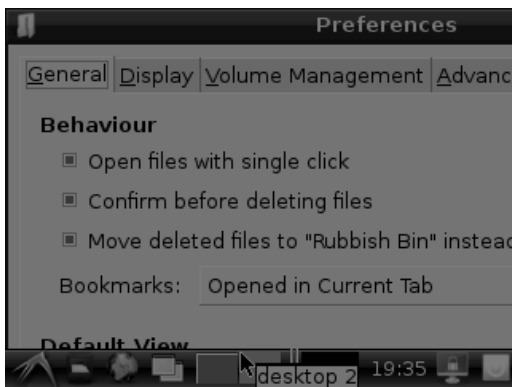 Preferences
General Display Volume Management Advanc
Behaviour
Open files with single click
Confirm before deleting files
Move deleted files to "Rubbish Bin" instead
Bookmarks: Opened in Current Tab
Default View
desktop 2 19:35